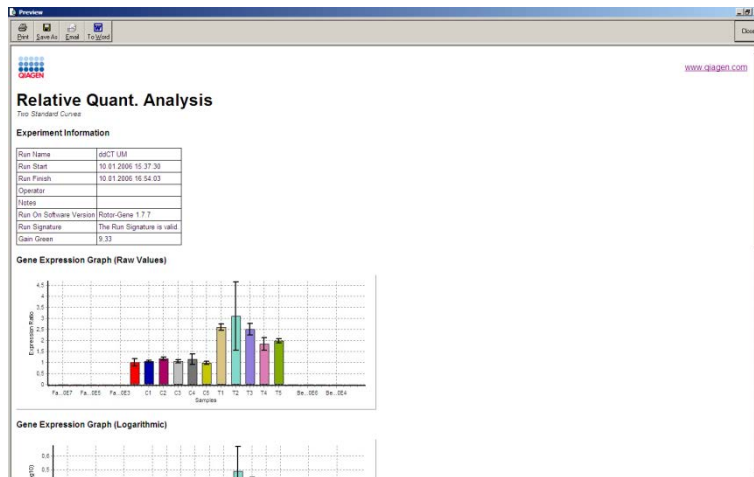 Preview
Print Save As Email To Word
QIAGEN
www.qiagen.com
Relative Quant. Analysis
Two Standard Curves
Experiment Information
Run Name ddCT UM
Run Start 10.01.2006 15:37:30
Run Finish 10.01.2006 16:54:03
Operator
Notes
Run On Software Version Rotor-Gene 1.7.7
Run Signature The Run Signature is valid.
Gain Green 9.33
Gene Expression Graph (Raw Values)
Expression Ratio
4,5
4
3,5
3
2,5
2
1,5
1
0,5
0
Fa...0E7 Fa...0E5 Fa...0E3 C1 C2 C3 C4 C5 T1 T2 T3 T4 T5 Be...0E6 Be...0E4
Samples
Gene Expression Graph (Logarithmic)
0,6
0,5